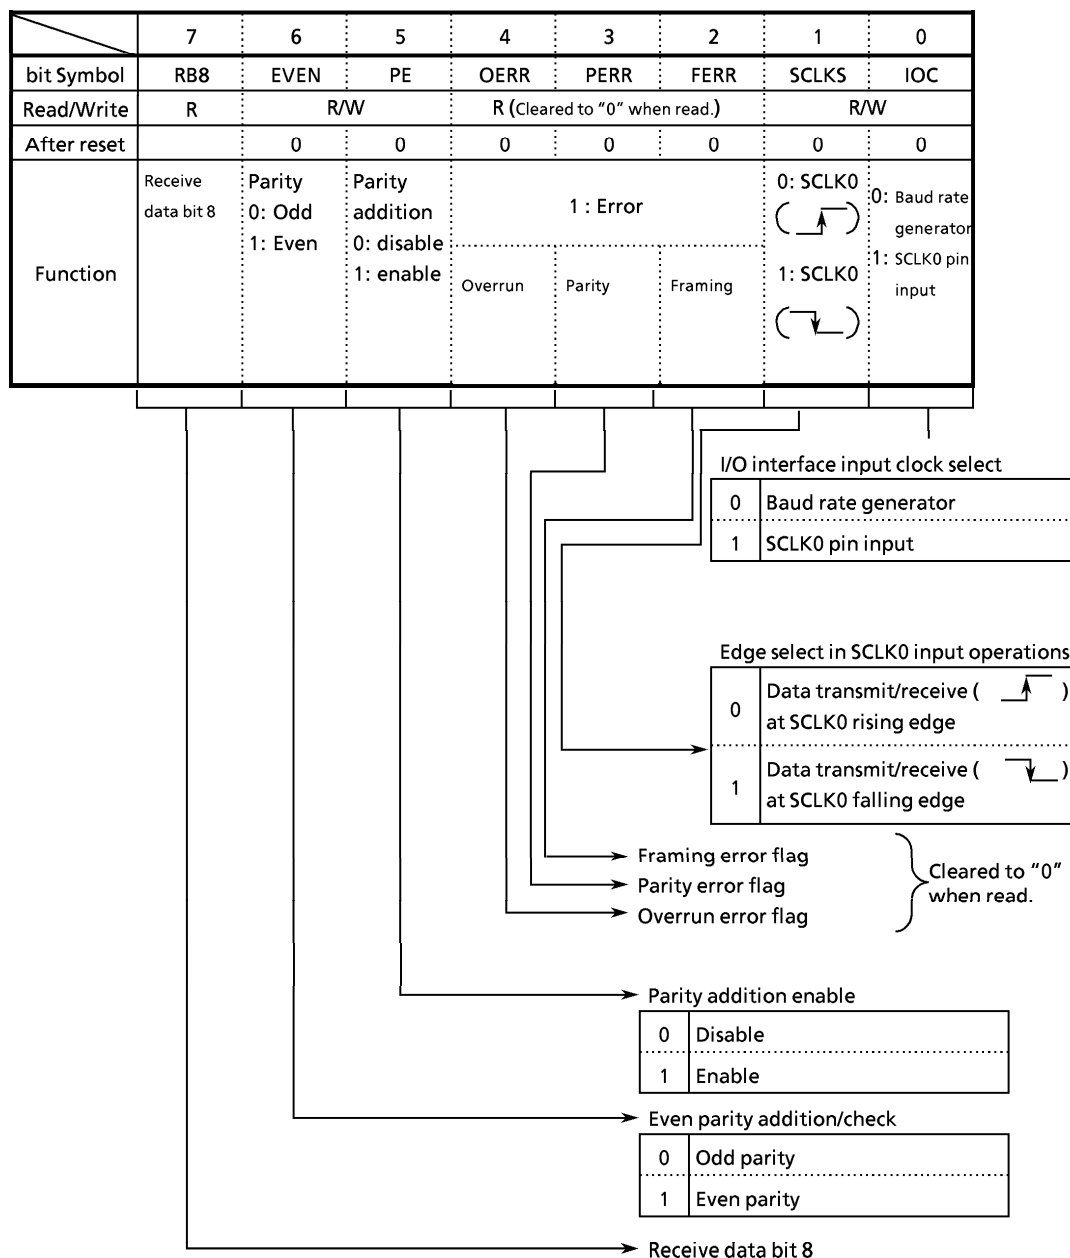 7 6 5 4 3 2 1 0
bit Symbol RB8 EVEN PE OERR PERR FERR SCLKS IOC
Read/Write R R/W R (Cleared to “0” when read.) R/W
After reset 0 0 0 0 0 0 0
Function
Receive
data bit 8
Parity
0: Odd
1: Even
Parity
addition
0: disable
1: enable
1 : Error
Overrun Parity Framing
0: SCLK0
1: SCLK0
0: Baud rate
generator
1: SCLK0 pin
input
I/O interface input clock select
0 Baud rate generator
1 SCLK0 pin input
Edge select in SCLK0 input operations
0 Data transmit/receive ( )
at SCLK0 rising edge
1 Data transmit/receive ( )
at SCLK0 falling edge
Framing error flag
Parity error flag
Overrun error flag
Cleared to “0”
when read.
Parity addition enable
0 Disable
1 Enable
Even parity addition/check
0 Odd parity
1 Even parity
Receive data bit 8